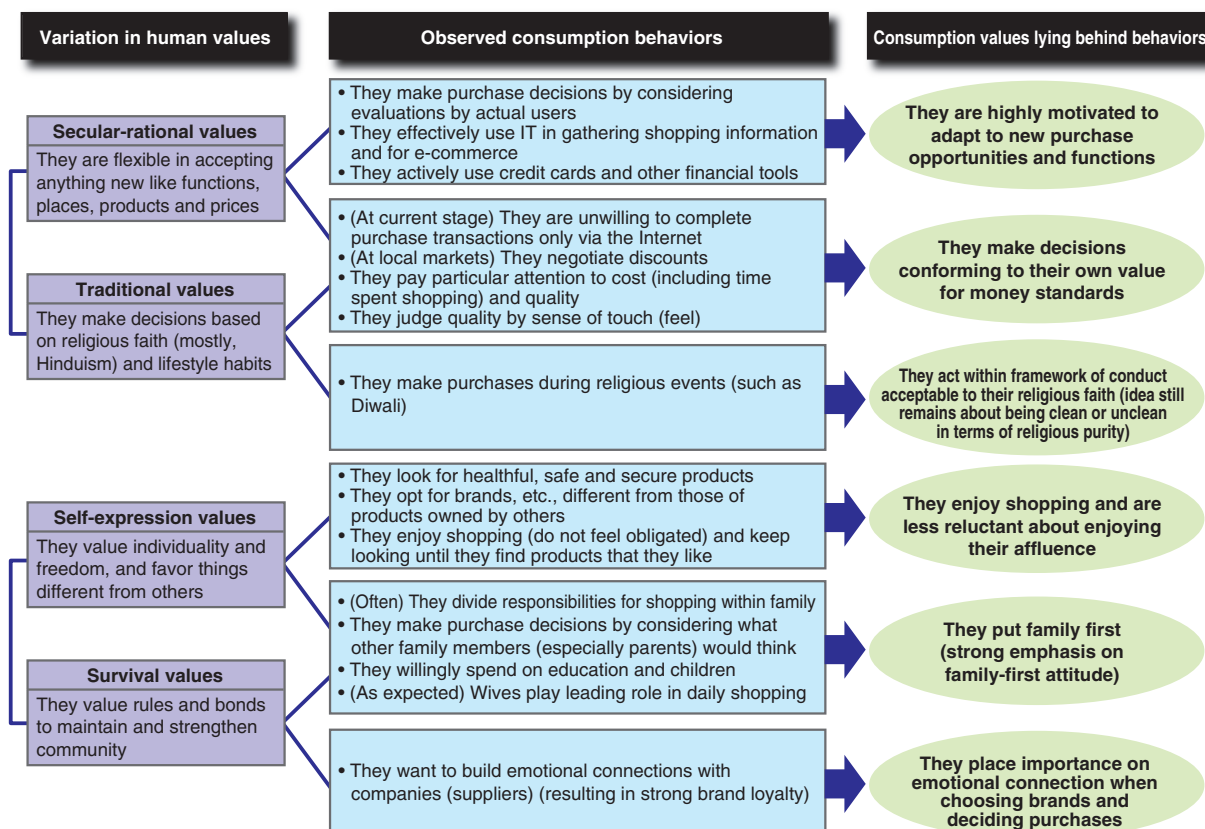 Variation in human values
Observed consumption behaviors
Consumption values lying behind behaviors
Secular-rational values
They are flexible in accepting
anything new like functions,
places, products and prices
Traditional values
They make decisions based
on religious faith (mostly,
Hinduism) and lifestyle habits
Self-expression values
They value individuality and
freedom, and favor things
different from others
Survival values
They value rules and bonds
to maintain and strengthen
community
• They make purchase decisions by considering
evaluations by actual users
• They effectively use IT in gathering shopping information
and for e-commerce
• They actively use credit cards and other financial tools
• (At current stage) They are unwilling to complete
purchase transactions only via the Internet
• (At local markets) They negotiate discounts
• They pay particular attention to cost (including time
spent shopping) and quality
• They judge quality by sense of touch (feel)
• They make purchases during religious events (such as
Diwali)
• They look for healthful, safe and secure products
• They opt for brands, etc., different from those of
products owned by others
• They enjoy shopping (do not feel obligated) and keep
looking until they find products that they like
• (Often) They divide responsibilities for shopping within family
• They make purchase decisions by considering what
other family members (especially parents) would think
• They willingly spend on education and children
• (As expected) Wives play leading role in daily shopping
• They want to build emotional connections with
companies (suppliers) (resulting in strong brand loyalty)
They are highly motivated to
adapt to new purchase
opportunities and functions
They make decisions
conforming to their own value
for money standards
They act within framework of conduct
acceptable to their religious faith (idea still
remains about being clean or unclean
in terms of religious purity)
They enjoy shopping and are
less reluctant about enjoying
their affluence
They put family first
(strong emphasis on
family-first attitude)
They place importance on
emotional connection when
choosing brands and
deciding purchases